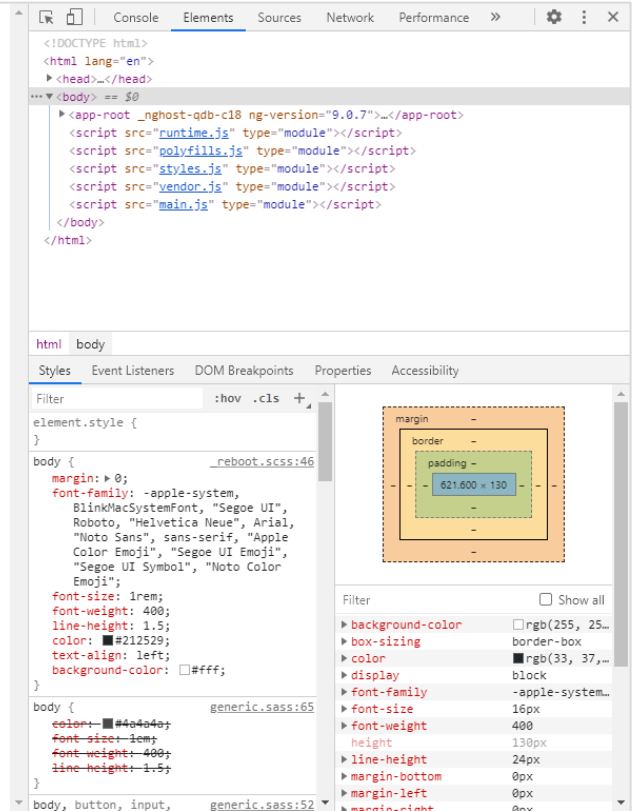 Console Elements Sources Network Performance »
<!DOCTYPE html>
<html lang="en">
<head>…</head>
<body> == $0
<app-root _nghost-qdb-c18 ng-version="9.0.7">…</app-root>
<script src="runtime.js" type="module"></script>
<script src="polyfills.js" type="module"></script>
<script src="styles.js" type="module"></script>
<script src="vendor.js" type="module"></script>
<script src="main.js" type="module"></script>
</body>
</html>
html body
Styles Event Listeners DOM Breakpoints Properties Accessibility
Filter :hov .cls +
element.style {
}
body { _reboot.scss:46
margin: 0;
font-family: -apple-system,
BlinkMacSystemFont, "Segoe UI",
Roboto, "Helvetica Neue", Arial,
"Noto Sans", sans-serif, "Apple
Color Emoji", "Segoe UI Emoji",
"Segoe UI Symbol", "Noto Color
Emoji";
font-size: 1rem;
font-weight: 400;
line-height: 1.5;
color: #212529;
text-align: left;
background-color: #fff;
}
body { generic.sass:65
color: #4a4a4a;
font-size: 1em;
font-weight: 400;
line-height: 1.5;
}
body, button, input, generic.sass:52
margin -
border -
padding -
- - - 621.600 × 130 - - -
-
-
-
Filter Show all
background-color rgb(255, 25…
box-sizing border-box
color rgb(33, 37,…
display block
font-family -apple-system…
font-size 16px
font-weight 400
height 130px
line-height 24px
margin-bottom 0px
margin-left 0px
margin-right 0px